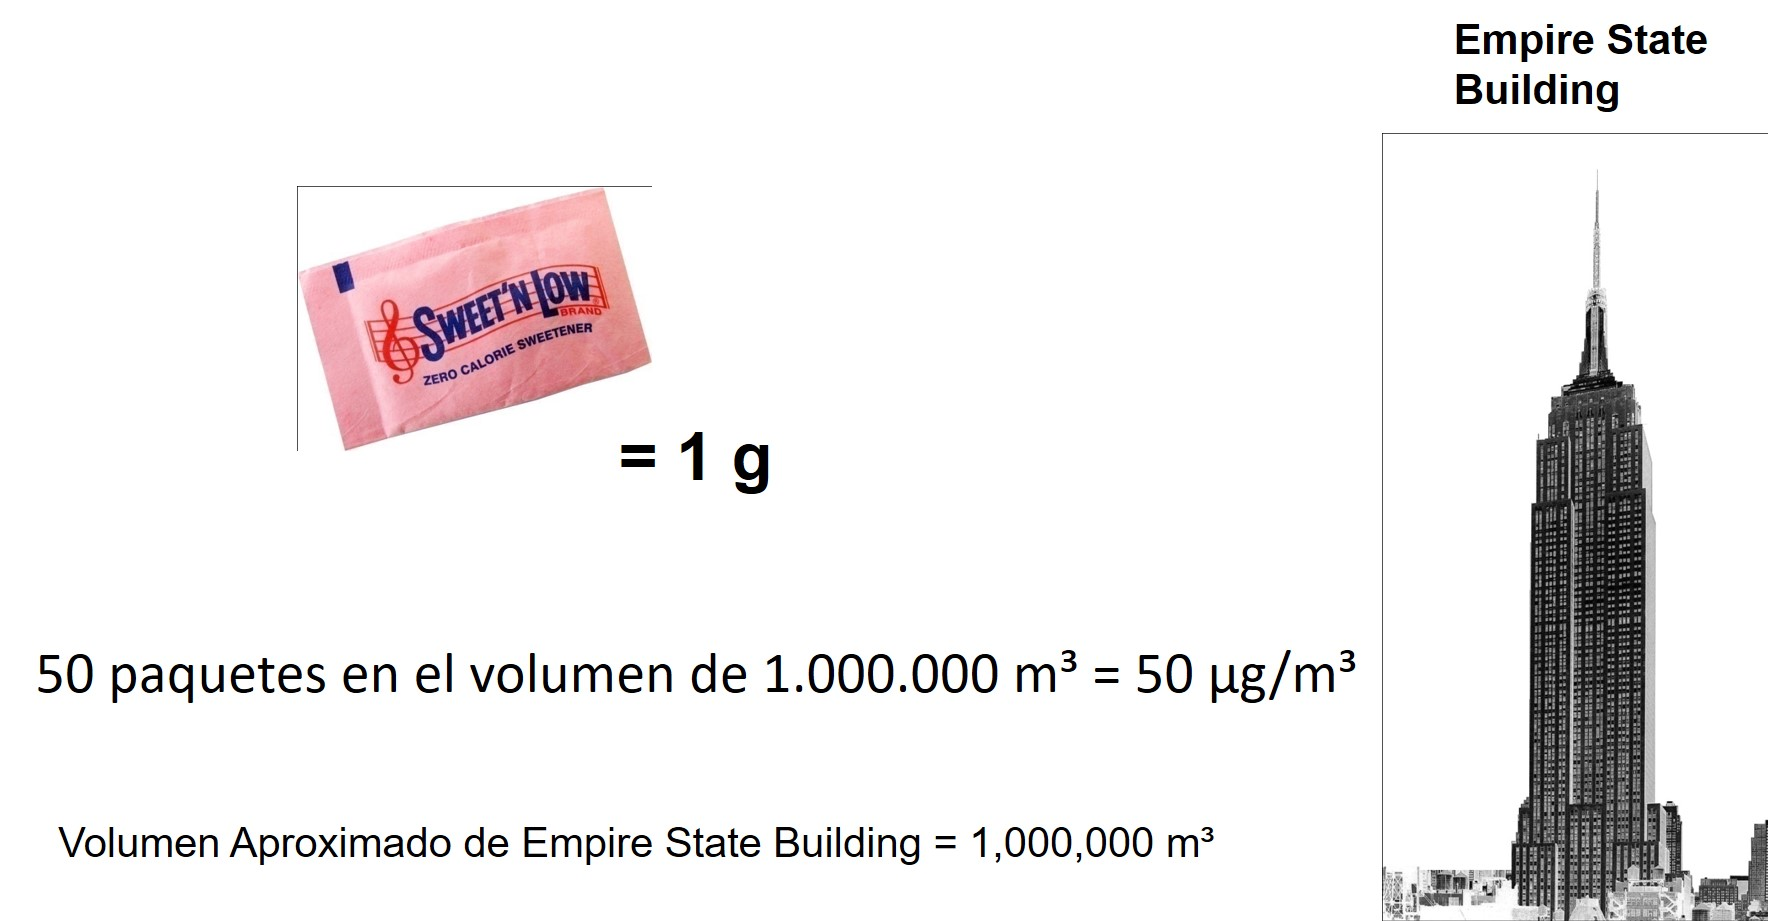 Empire State
Building
SWEET'N LOW
BRAND
ZERO CALORIE SWEETENER
= 1 g
50 paquetes en el volumen de 1.000.000 m³ = 50 µg/m³
Volumen Aproximado de Empire State Building = 1,000,000 m³